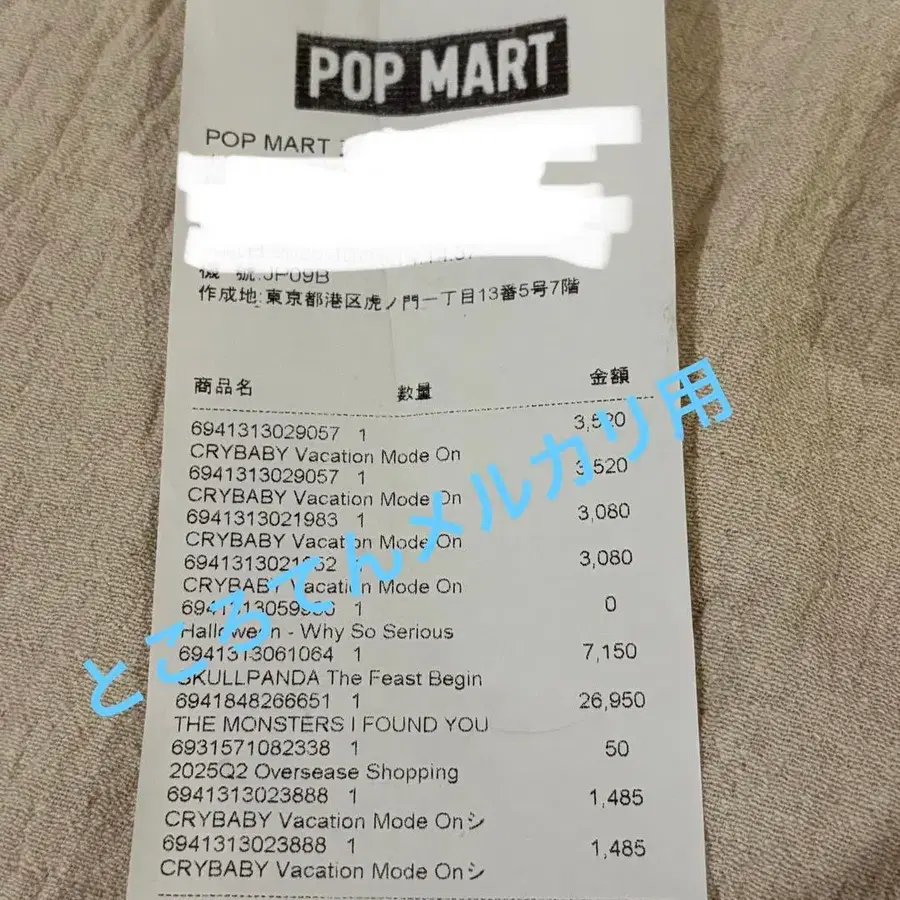 POP MART
POP MART
機 號:JP09B
作成地:東京都港区虎ノ門一丁目13番5号7階
商品名 数量 金額
6941313029057 1 3,520
CRYBABY Vacation Mode On
6941313029057 1 3,520
CRYBABY Vacation Mode On
6941313021983 1 3,080
CRYBABY Vacation Mode On
1 3,080
CRYBABY Vacation Mode On
1 0
Halloween - Why So Serious
6941313061064 1 7,150
SKULLPANDA The Feast Begin
6941848266651 1 26,950
THE MONSTERS I FOUND YOU
6931571082338 1 50
2025Q2 Oversease Shopping
6941313023888 1 1,485
CRYBABY Vacation Mode Onシ
6941313023888 1 1,485
CRYBABY Vacation Mode Onシ
ところてんメルカリ用